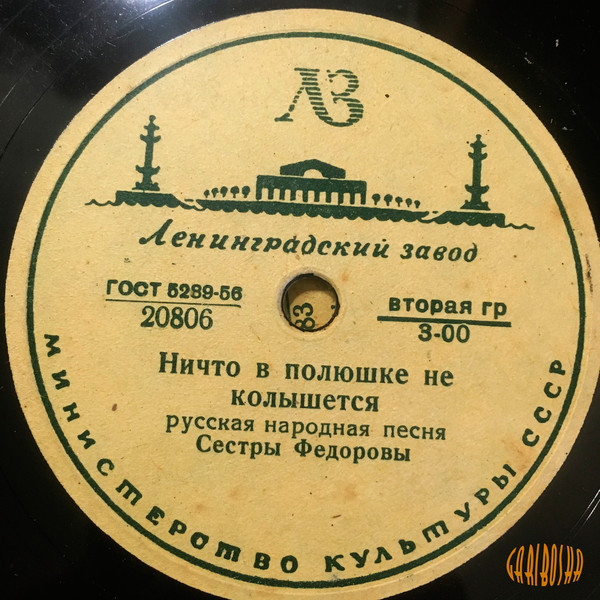 ЛЗ
Ленинградский завод
ГОСТ 5289-56
20806
вторая гр
3-00
Ничто в полюшке не
колышется
русская народная песня
Сестры Федоровы
МИНИСТЕРСТВО КУЛЬТУРЫ СССР
GARIBOSHA